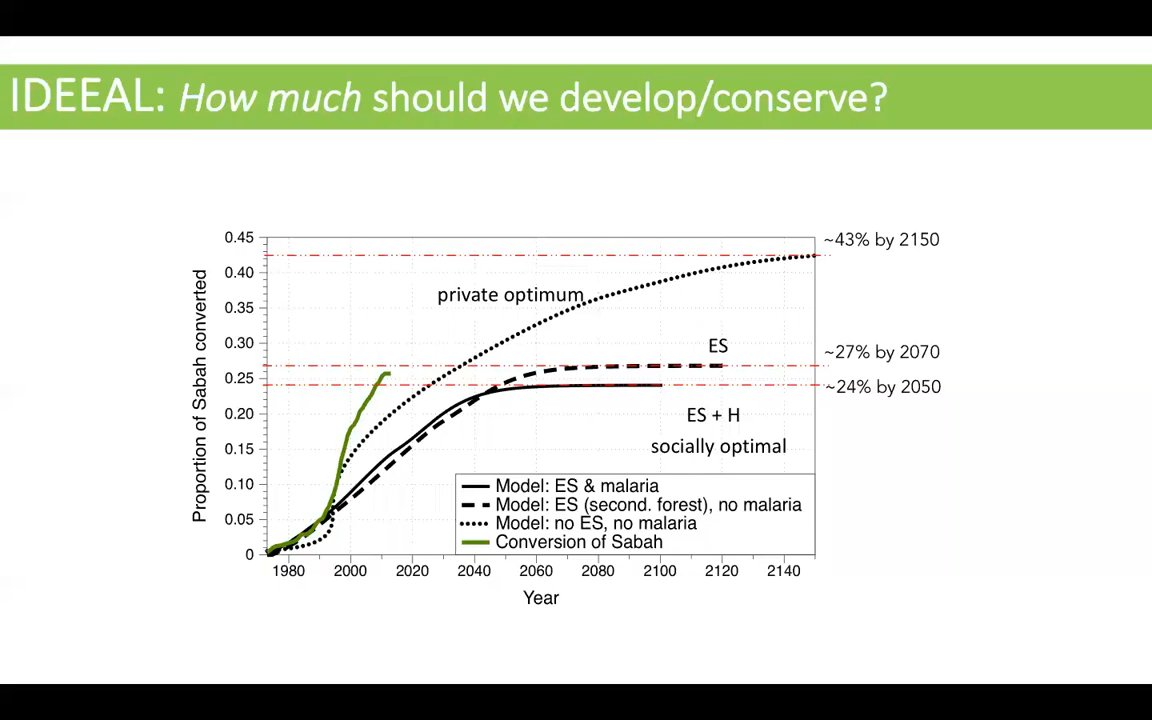 IDEEAL: How much should we develop/conserve?
0.45
0.40
0.35
0.30
0.25
0.20
0.15
0.10
0.05
0
Proportion of Sabah converted
1980 2000 2020 2040 2060 2080 2100 2120 2140
Year
private optimum
ES
ES + H
socially optimal
~43% by 2150
~27% by 2070
~24% by 2050
Model: ES & malaria
Model: ES (second. forest), no malaria
Model: no ES, no malaria
Conversion of Sabah